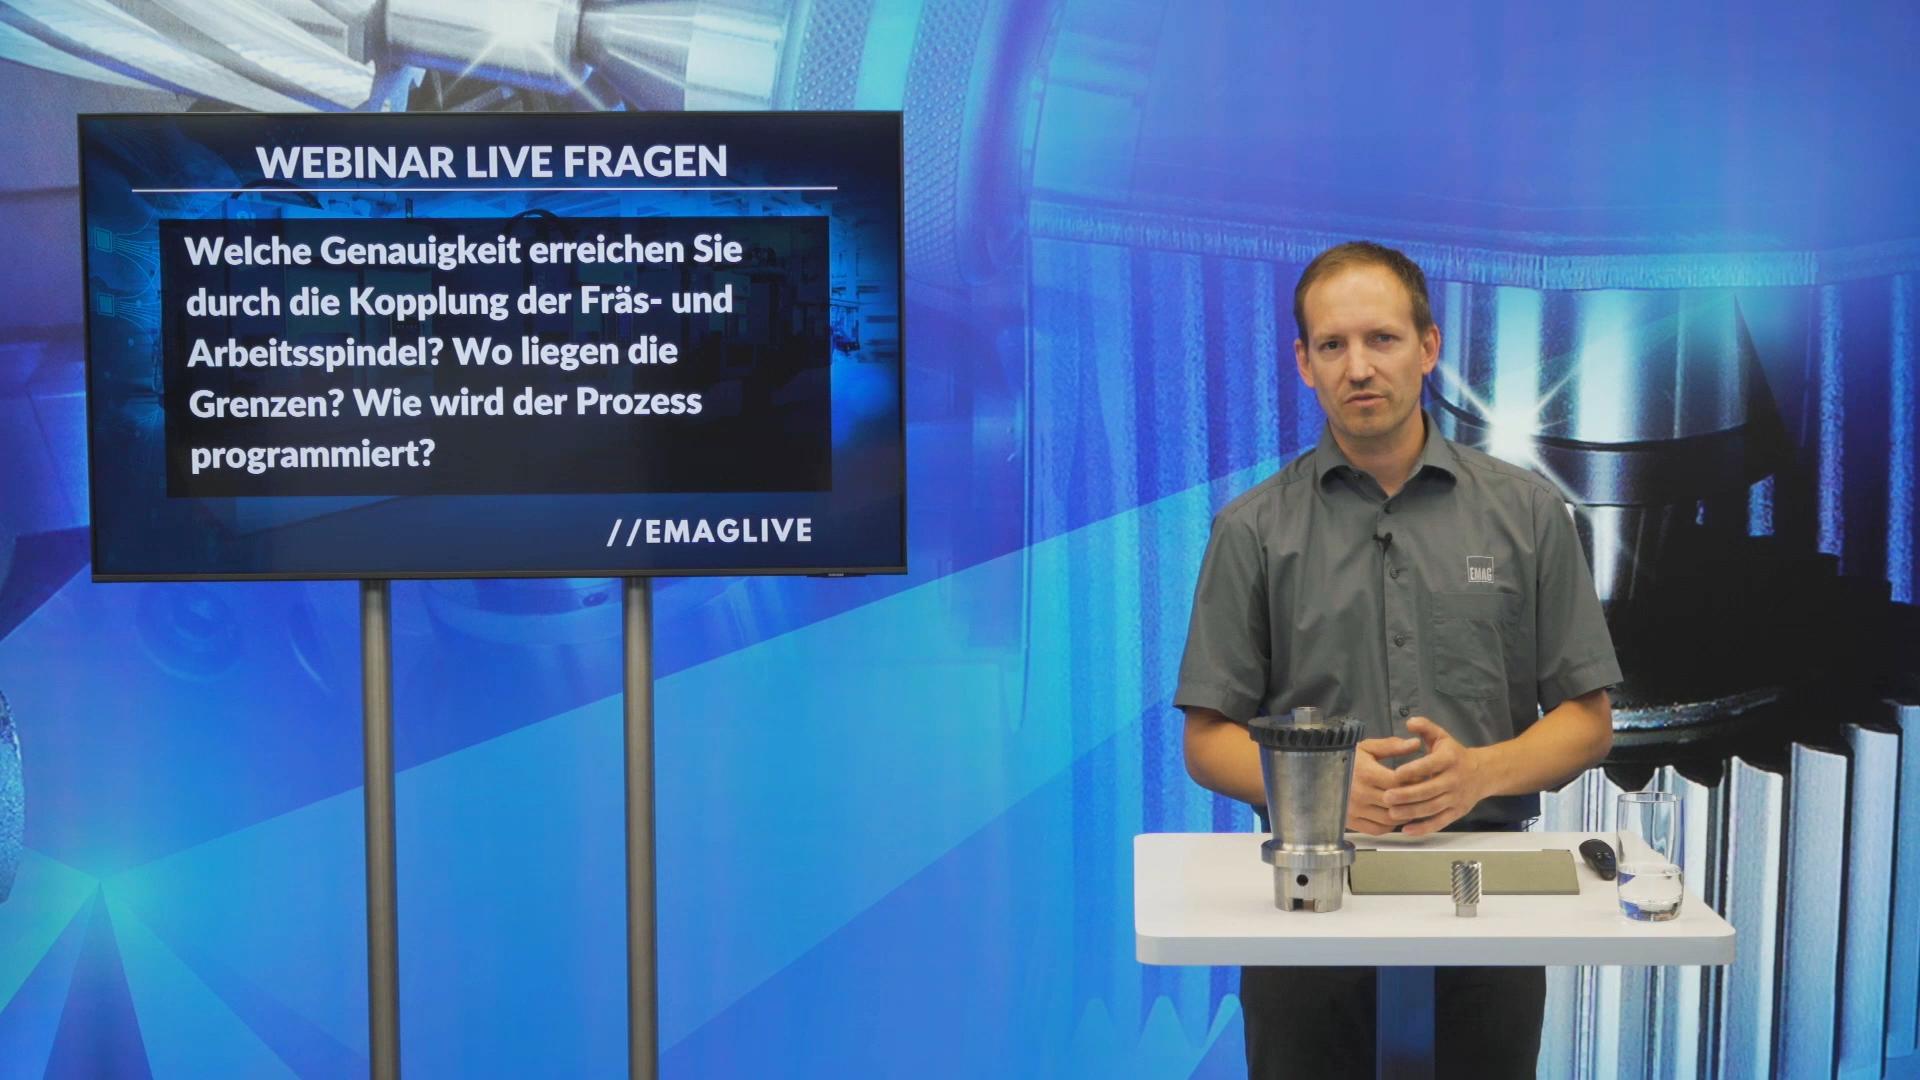 WEBINAR LIVE FRAGEN
Welche Genauigkeit erreichen Sie
durch die Kopplung der Fräs- und
Arbeitsspindel? Wo liegen die
Grenzen? Wie wird der Prozess
programmiert?
//EMAGLIVE
EMAG